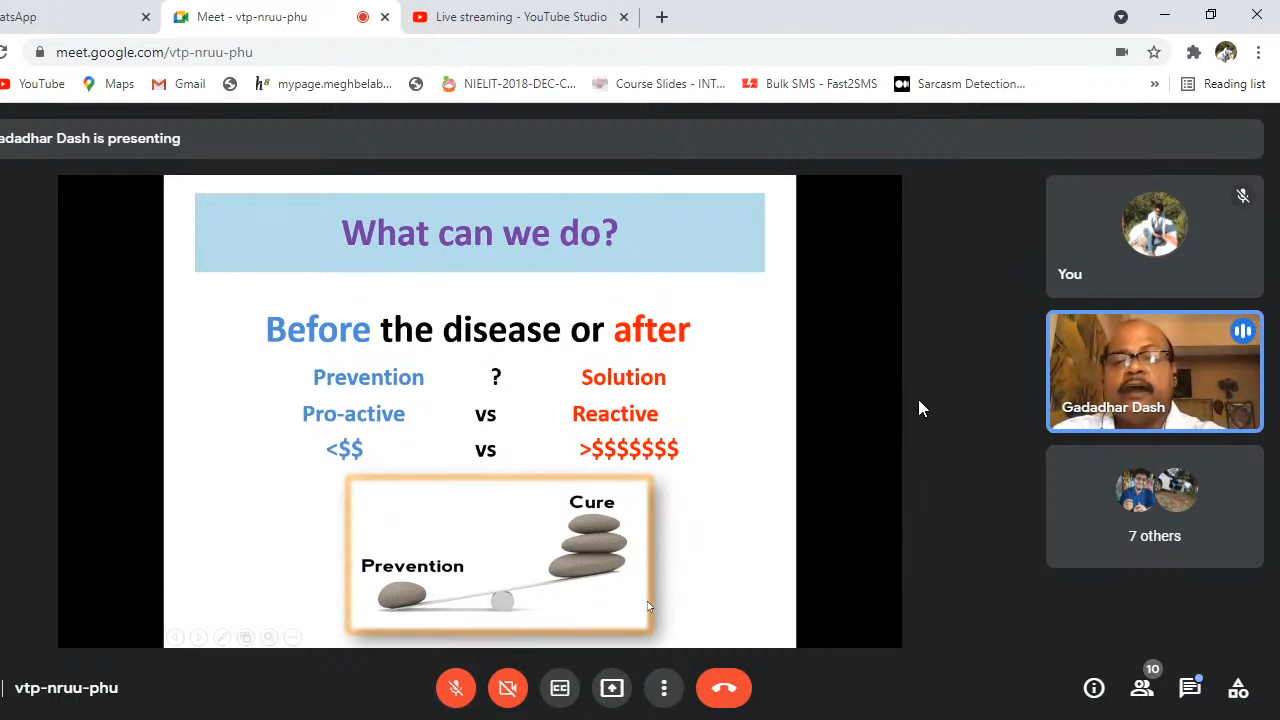 atsApp
Meet - vtp-nruu-phu
Live streaming - YouTube Studio
meet.google.com/vtp-nruu-phu
YouTube
Maps
Gmail
mypage.meghbelab...
NIELIT-2018-DEC-C...
Course Slides - INT...
Bulk SMS - Fast2SMS
Sarcasm Detection...
»
Reading list
adadhar Dash is presenting
What can we do?
Before the disease or after
Prevention ? Solution
Pro-active vs Reactive
<$$ vs >$$$$$$$
Cure
Prevention
You
Gadadhar Dash
7 others
vtp-nruu-phu
10